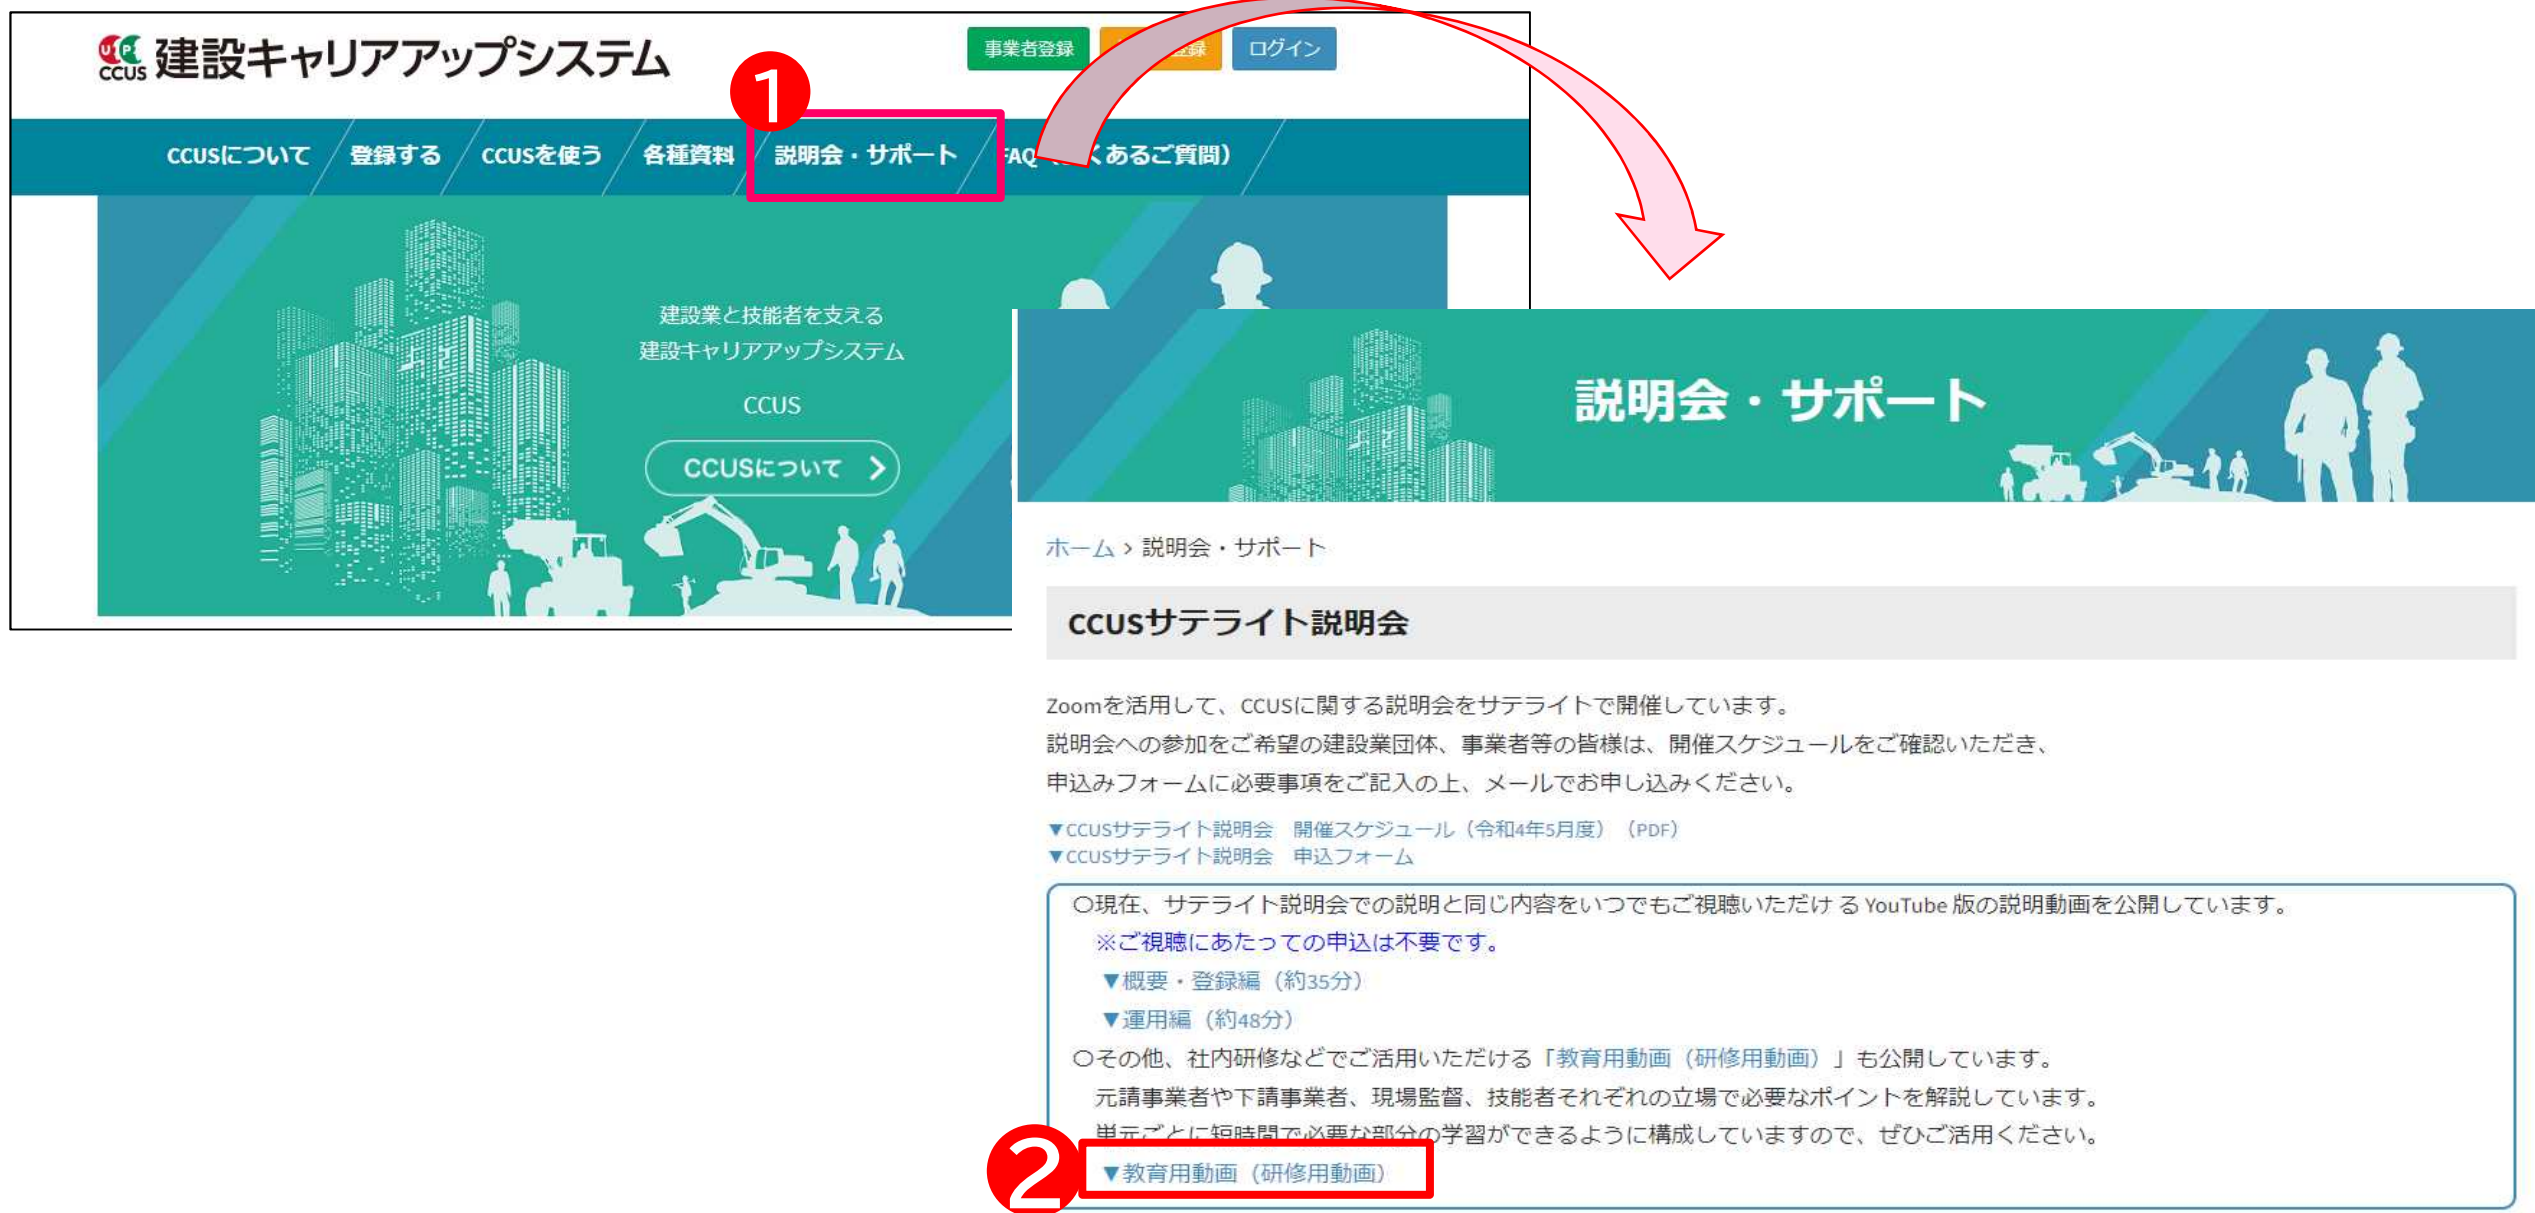 CCUS 建設キャリアアップシステム
事業者登録
登録
ログイン
1
CCUSについて
登録する
CCUSを使う
各種資料
説明会・サポート
FAQ
くあるご質問）
建設業と技能者を支える
建設キャリアアップシステム
CCUS
CCUSについて
説明会・サポート
ホーム › 説明会・サポート
CCUSサテライト説明会
Zoomを活用して、CCUSに関する説明会をサテライトで開催しています。
説明会への参加をご希望の建設業団体、事業者等の皆様は、開催スケジュールをご確認いただき、
申込みフォームに必要事項をご記入の上、メールでお申し込みください。
▼CCUSサテライト説明会　開催スケジュール（令和4年5月度）（PDF）
▼CCUSサテライト説明会　申込フォーム
〇現在、サテライト説明会での説明と同じ内容をいつでもご視聴いただけ る YouTube 版の説明動画を公開しています。
※ご視聴にあたっての申込は不要です。
▼概要・登録編（約35分）
▼運用編（約48分）
〇その他、社内研修などでご活用いただける「教育用動画（研修用動画）」も公開しています。
元請事業者や下請事業者、現場監督、技能者それぞれの立場で必要なポイントを解説しています。
単元ごとに短時間で必要な部分の学習ができるように構成していますので、ぜひご活用ください。
2
▼教育用動画（研修用動画）